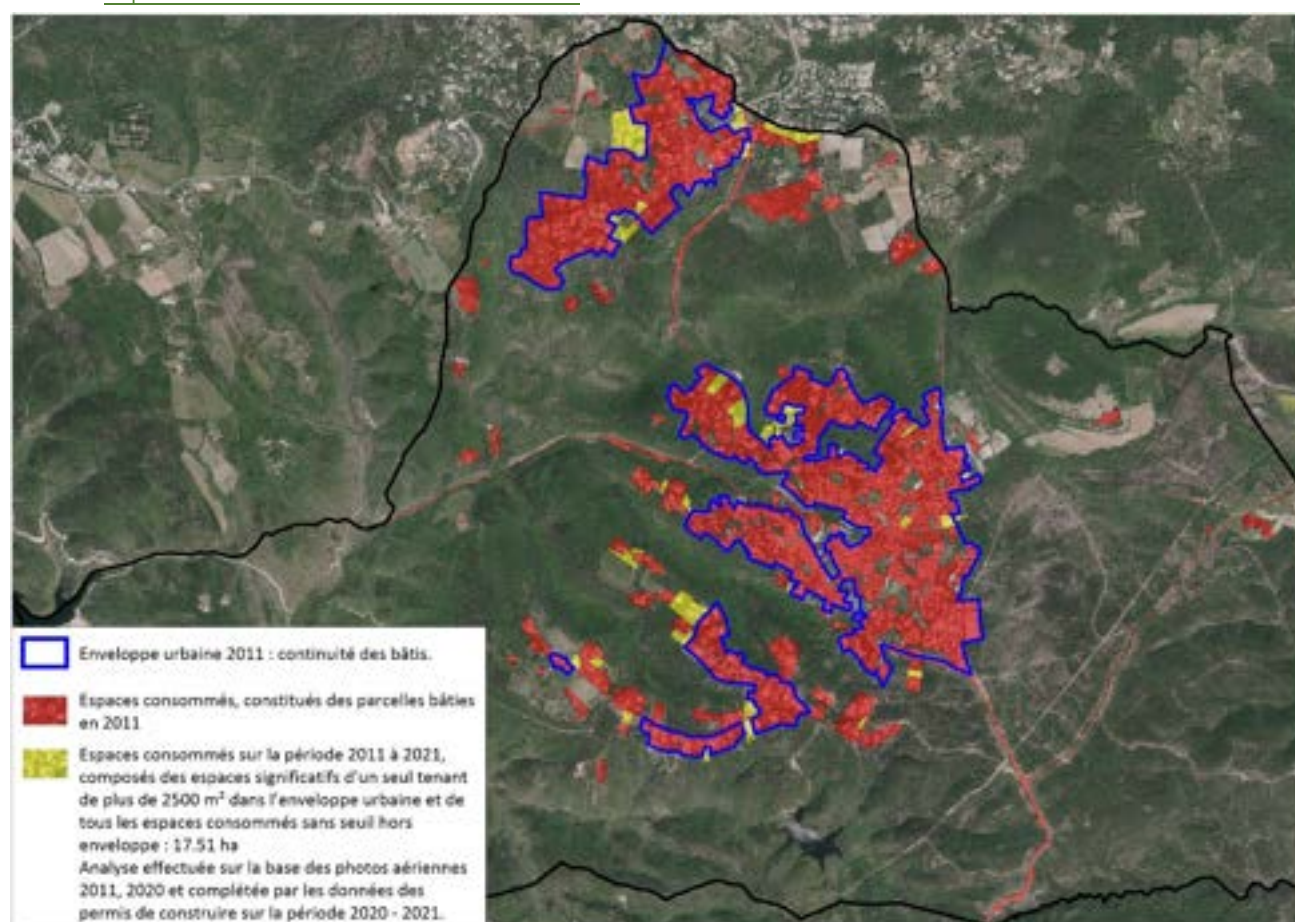 Enveloppe urbaine 2011 : continuité des bâtis.
Espaces consommés, constitués des parcelles bâties
en 2011
Espaces consommés sur la période 2011 à 2021,
composés des espaces significatifs d'un seul tenant
de plus de 2500 m² dans l'enveloppe urbaine et de
tous les espaces consommés sans seuil hors
enveloppe : 17.51 ha
Analyse effectuée sur la base des photos aériennes
2011, 2020 et complétée par les données des
permis de construire sur la période 2020 - 2021.